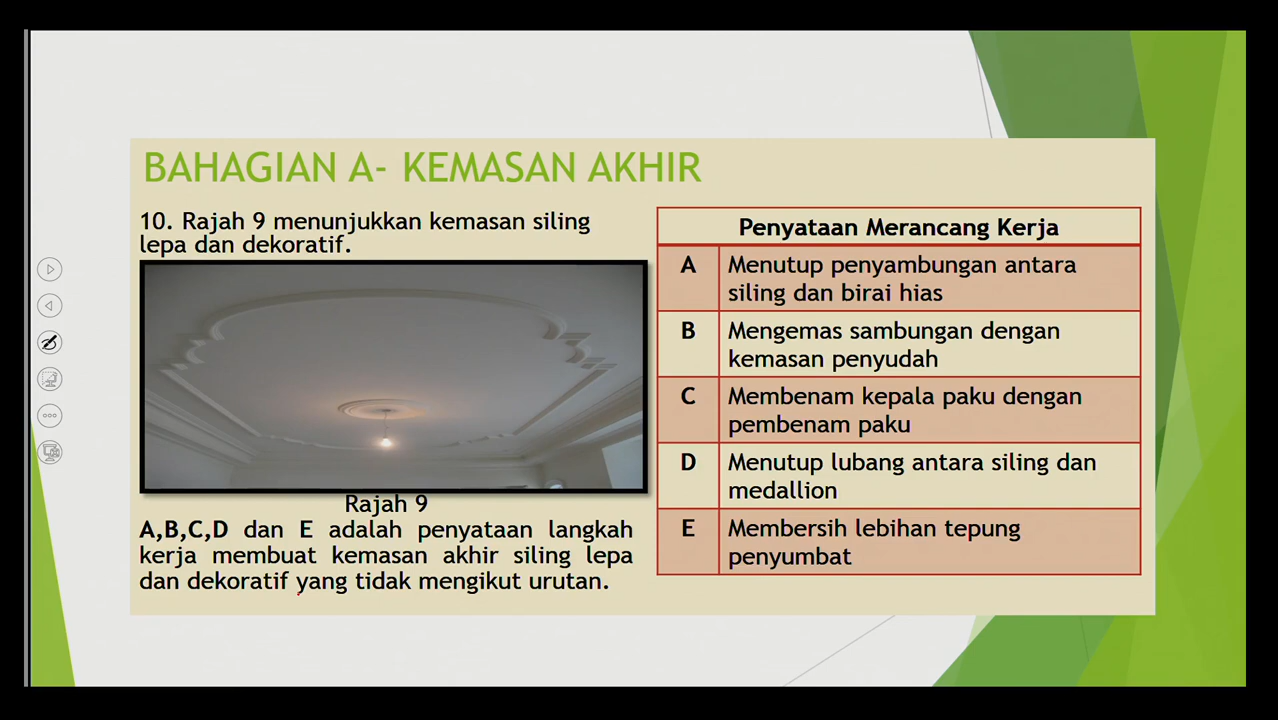 BAHAGIAN A- KEMASAN AKHIR
10. Rajah 9 menunjukkan kemasan siling
lepa dan dekoratif.
Rajah 9
A,B,C,D dan E adalah penyataan langkah
kerja membuat kemasan akhir siling lepa
dan dekoratif yang tidak mengikut urutan.
Penyataan Merancang Kerja
A
Menutup penyambungan antara
siling dan birai hias
B
Mengemas sambungan dengan
kemasan penyudah
C
Membenam kepala paku dengan
pembenam paku
D
Menutup lubang antara siling dan
medallion
E
Membersih lebihan tepung
penyumbat